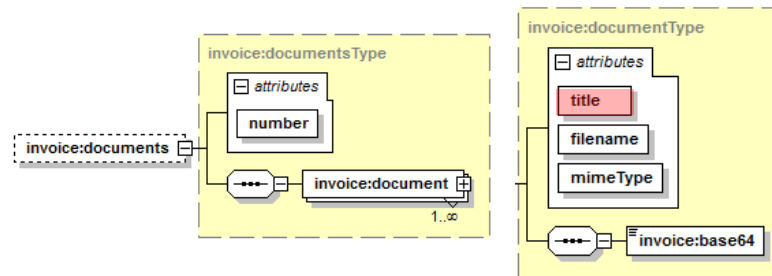 invoice:documentsType
attributes
number
invoice:documents
invoice:document
1..∞
invoice:documentType
attributes
title
filename
mimeType
invoice:base64